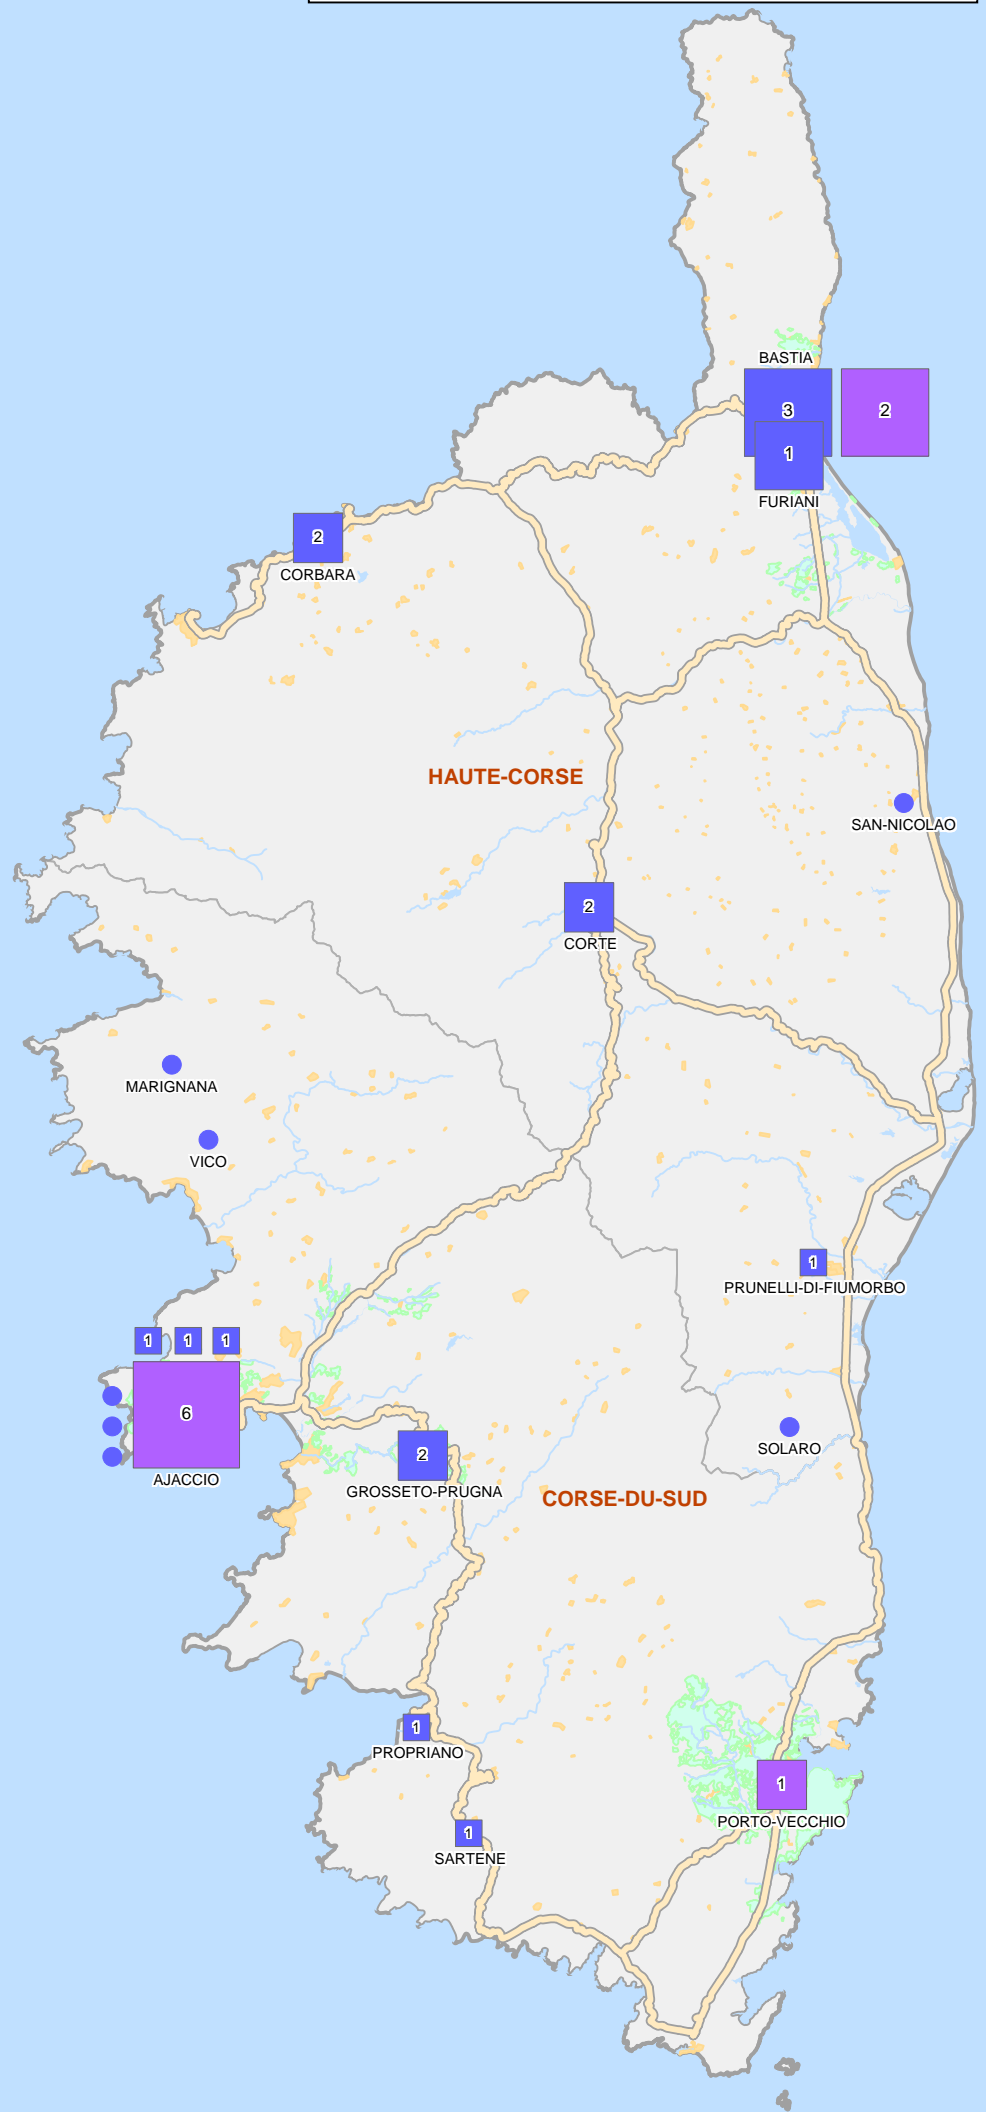 BASTIA
3
2
1
FURIANI
2
CORBARA
HAUTE-CORSE
SAN-NICOLAO
2
CORTE
MARIGNANA
VICO
1
PRUNELLI-DI-FIUMORBO
1 1 1
6
AJACCIO
SOLARO
2
GROSSETO-PRUGNA
CORSE-DU-SUD
1
PROPRIANO
1
PORTO-VECCHIO
1
SARTENE